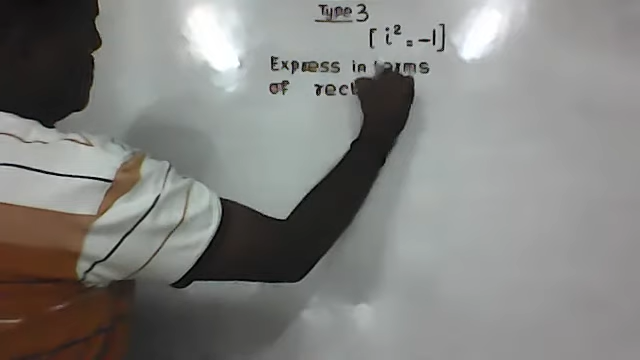 Type 3
[ i² = -1]
Express in terms
of rect